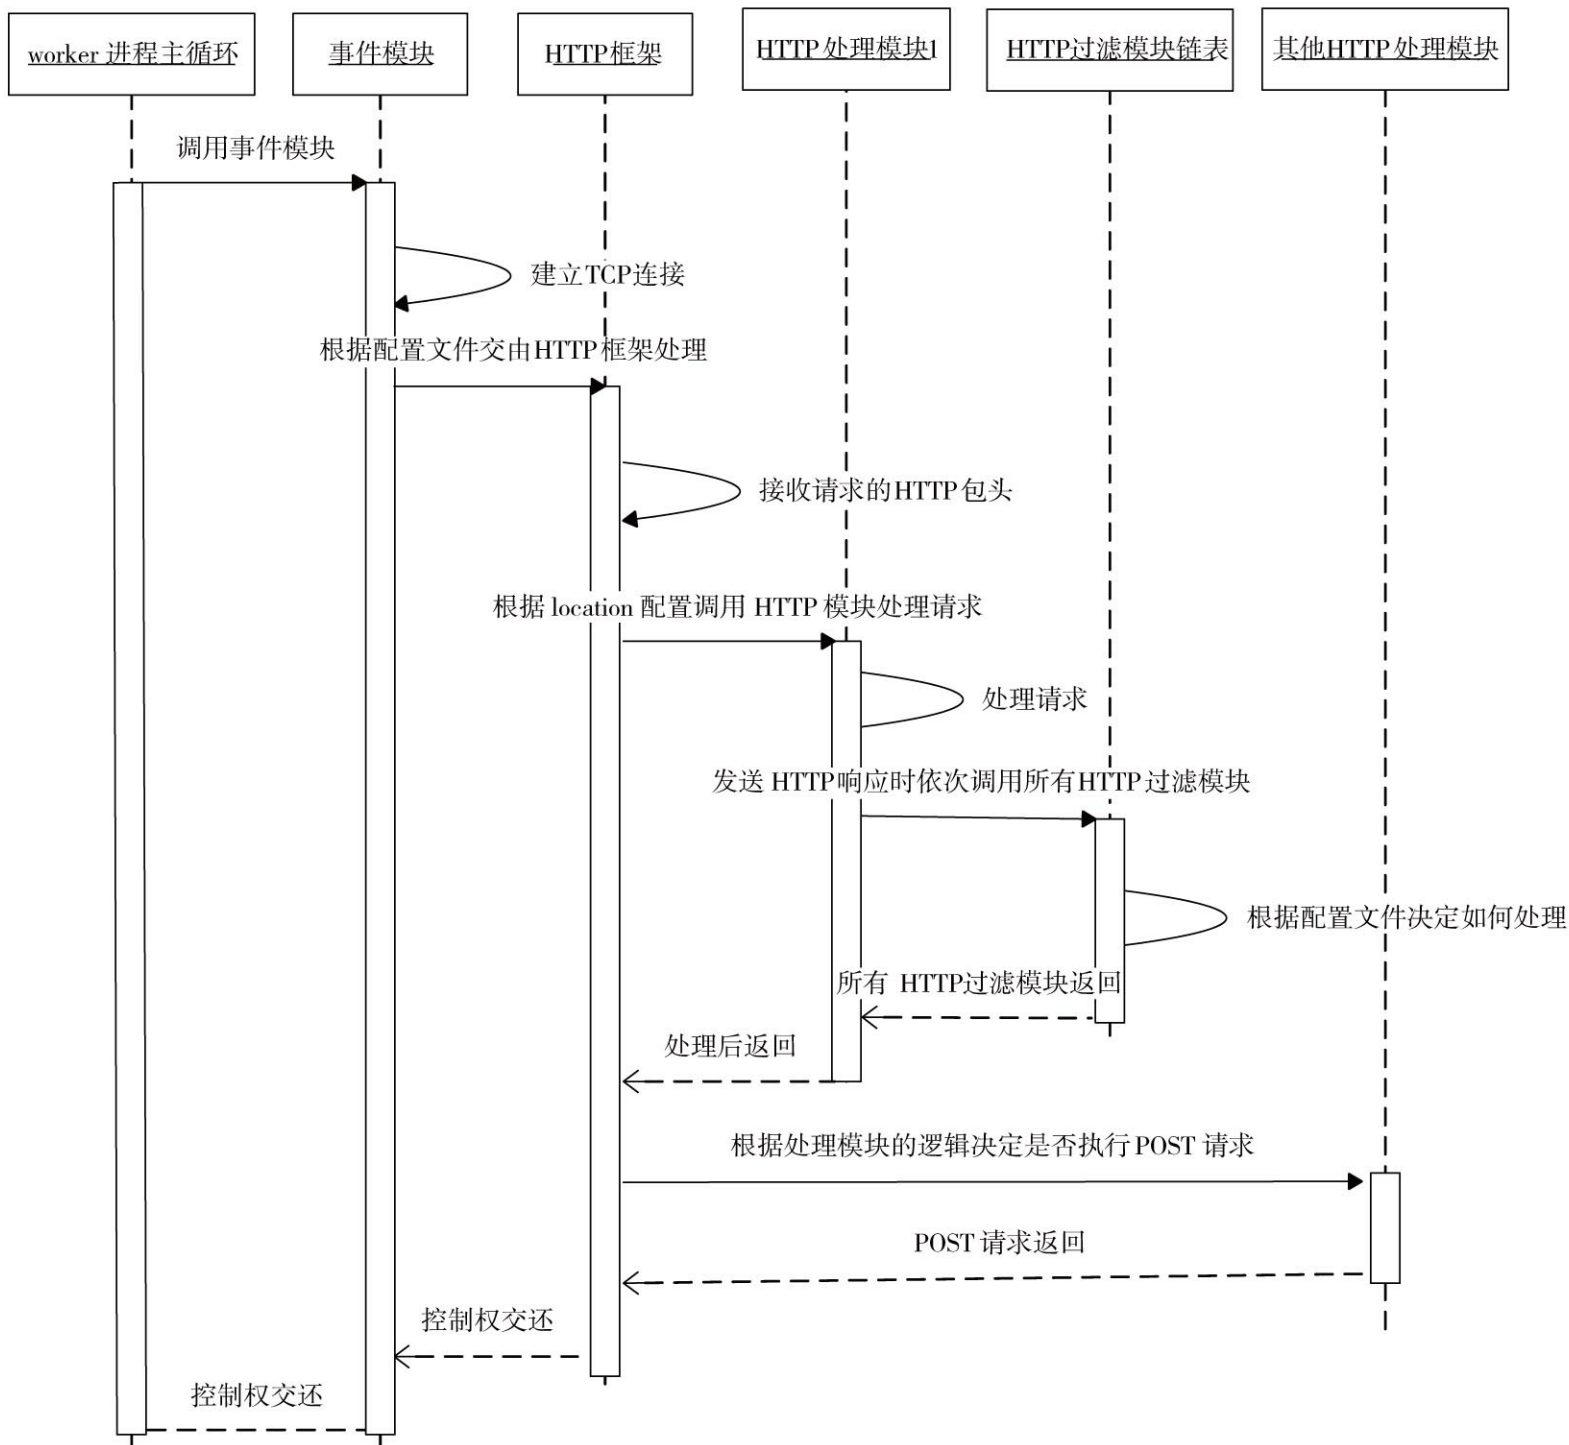 worker 进程主循环
事件模块
HTTP框架
HTTP处理模块1
HTTP过滤模块链表
其他HTTP处理模块
调用事件模块
建立TCP连接
根据配置文件交由HTTP框架处理
接收请求的HTTP包头
根据 location 配置调用 HTTP 模块处理请求
处理请求
发送 HTTP响应时依次调用所有HTTP过滤模块
根据配置文件决定如何处理
所有 HTTP过滤模块返回
处理后返回
根据处理模块的逻辑决定是否执行POST 请求
POST 请求返回
控制权交还
控制权交还